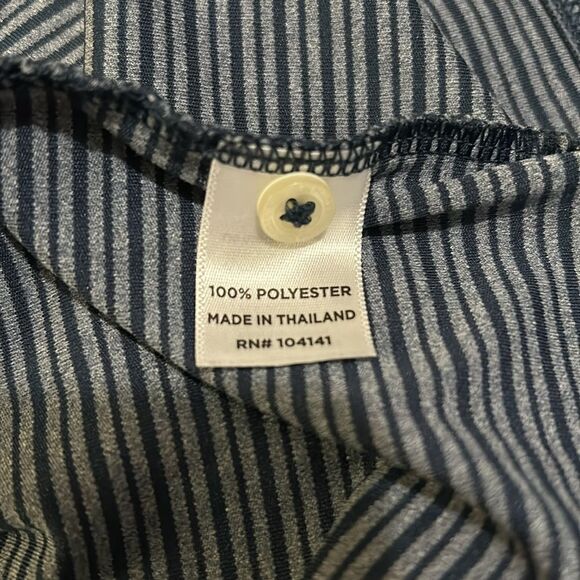 100% POLYESTER
MADE IN THAILAND
RN# 104141